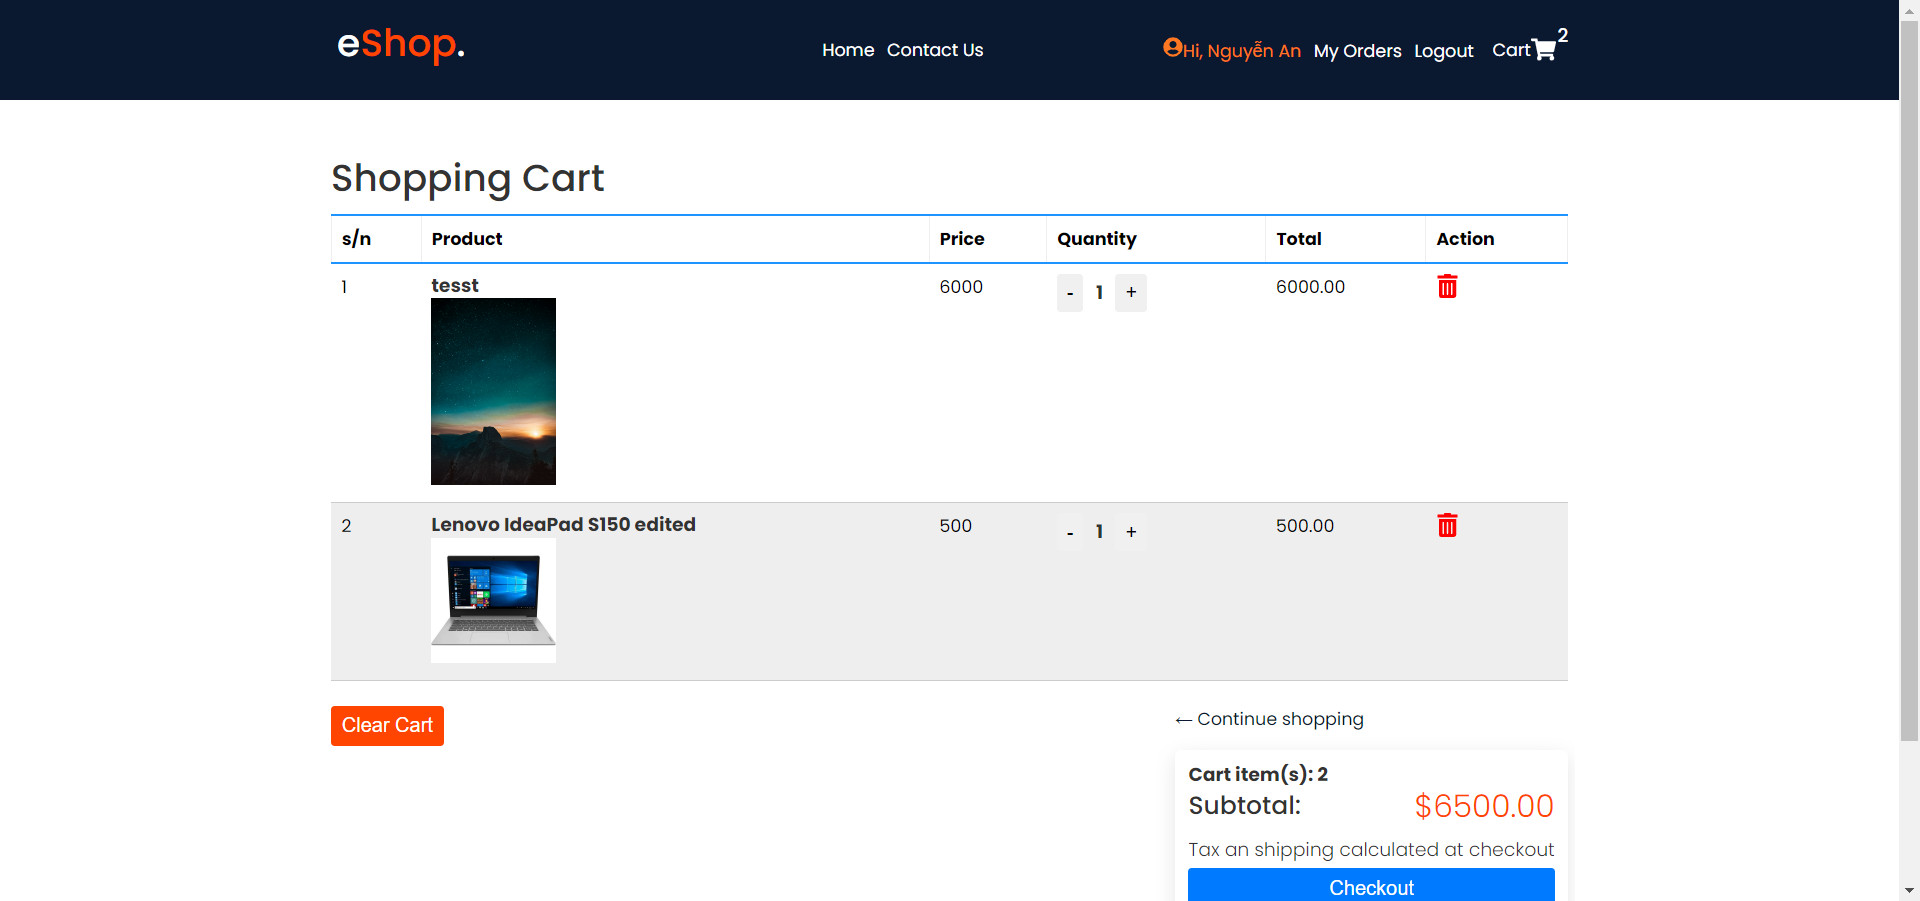 eShop.
Home Contact Us
Hi, Nguyễn An My Orders Logout Cart 2
Shopping Cart
s/n Product Price Quantity Total Action
1 tesst 6000 - 1 + 6000.00
2 Lenovo IdeaPad S150 edited 500 - 1 + 500.00
Clear Cart
← Continue shopping
Cart item(s): 2
Subtotal: $6500.00
Tax an shipping calculated at checkout
Checkout